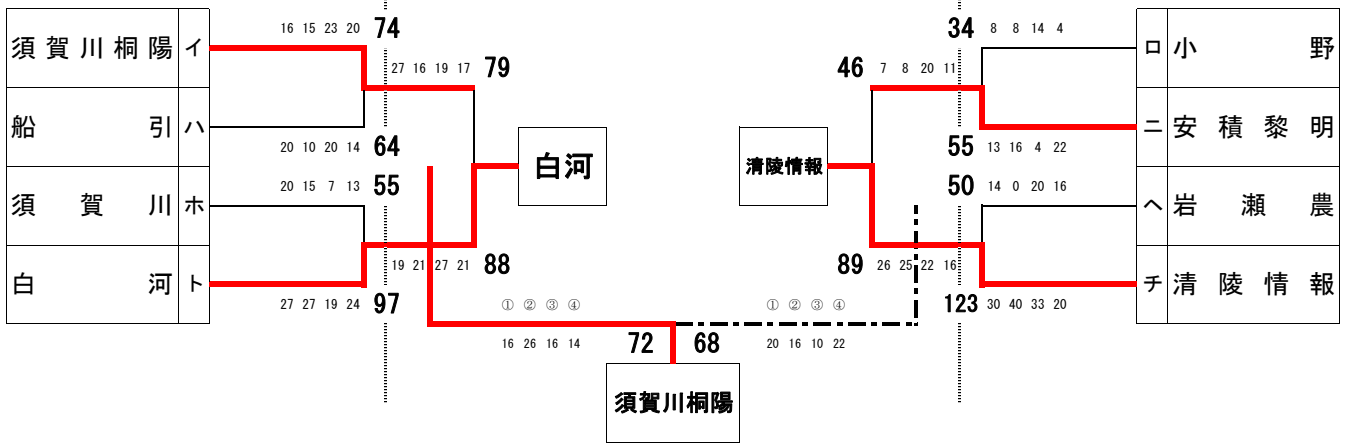 須賀川桐陽 イ 16 15 23 20 74
34 8 8 14 4 ロ 小野
27 16 19 17 79
46 7 8 20 11
船引 ハ 20 10 20 14 64
55 13 16 4 22 ニ 安積黎明
白河
清陵情報
須賀川 ホ 20 15 7 13 55
50 14 0 20 16 ヘ 岩瀬農
19 21 27 21 88
89 26 25 22 16
白河 ト 27 27 19 24 97
123 30 40 33 20 チ 清陵情報
① ② ③ ④
① ② ③ ④
16 26 16 14 72
68 20 16 10 22
須賀川桐陽